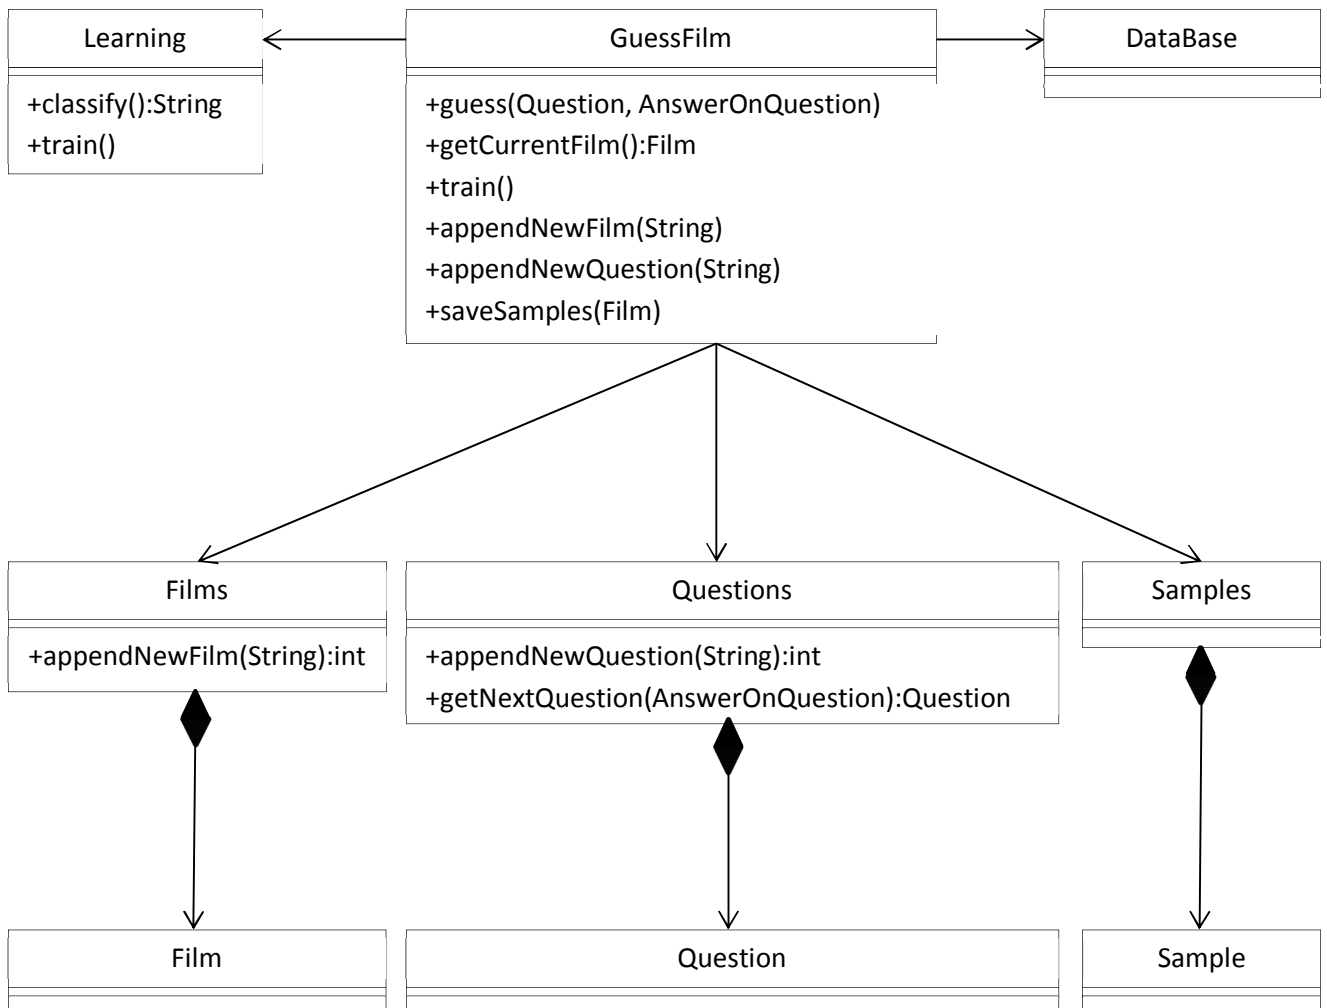 Learning
+classify():String
+train()
GuessFilm
+guess(Question, AnswerOnQuestion)
+getCurrentFilm():Film
+train()
+appendNewFilm(String)
+appendNewQuestion(String)
+saveSamples(Film)
DataBase
Films
+appendNewFilm(String):int
Questions
+appendNewQuestion(String):int
+getNextQuestion(AnswerOnQuestion):Question
Samples
Film
Question
Sample